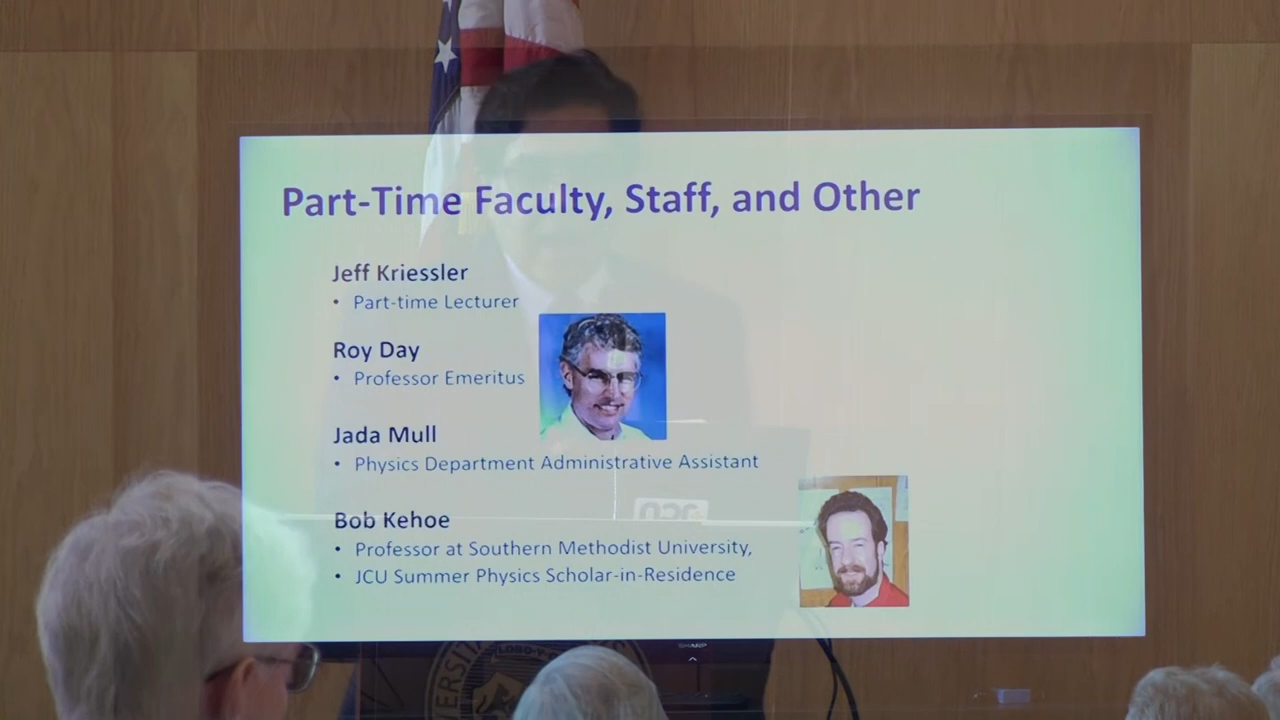 Part-Time Faculty, Staff, and Other
Jeff Kriessler
• Part-time Lecturer
Roy Day
• Professor Emeritus
Jada Mull
• Physics Department Administrative Assistant
Bob Kehoe
• Professor at Southern Methodist University,
• JCU Summer Physics Scholar-in-Residence
SHARP